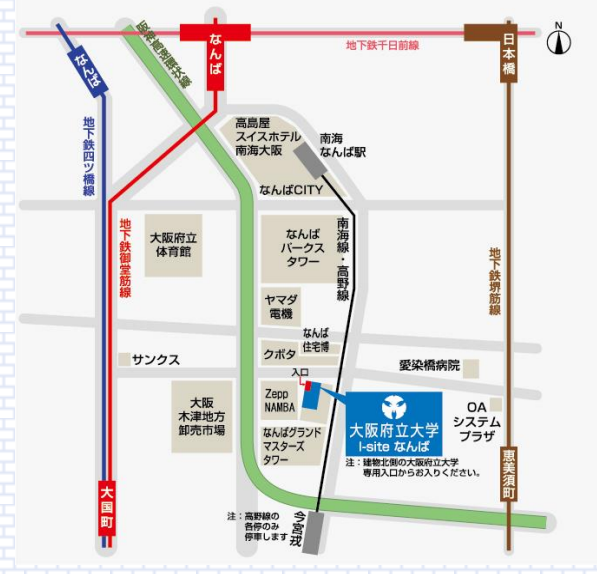 N
地下鉄千日前線
なんば
なんば
日本橋
阪神高速環状線
高島屋
スイスホテル
南海大阪
南海
なんば駅
なんばCITY
地下鉄四ツ橋線
地下鉄御堂筋線
大阪府立
体育館
なんば
パークス
タワー
南海線・高野線
地下鉄堺筋線
ヤマダ
電機
なんば
住宅博
クボタ
サンクス
愛染橋病院
入口
Zepp
NAMBA
大阪
木津地方
卸売市場
大阪府立大学
I-site なんば
OA
システム
プラザ
なんばグランド
マスターズ
タワー
注：建物北側の大阪府立大学
専用入口からお入りください。
恵美須町
大国町
注：高野線の
各停のみ
停車します
今宮戎